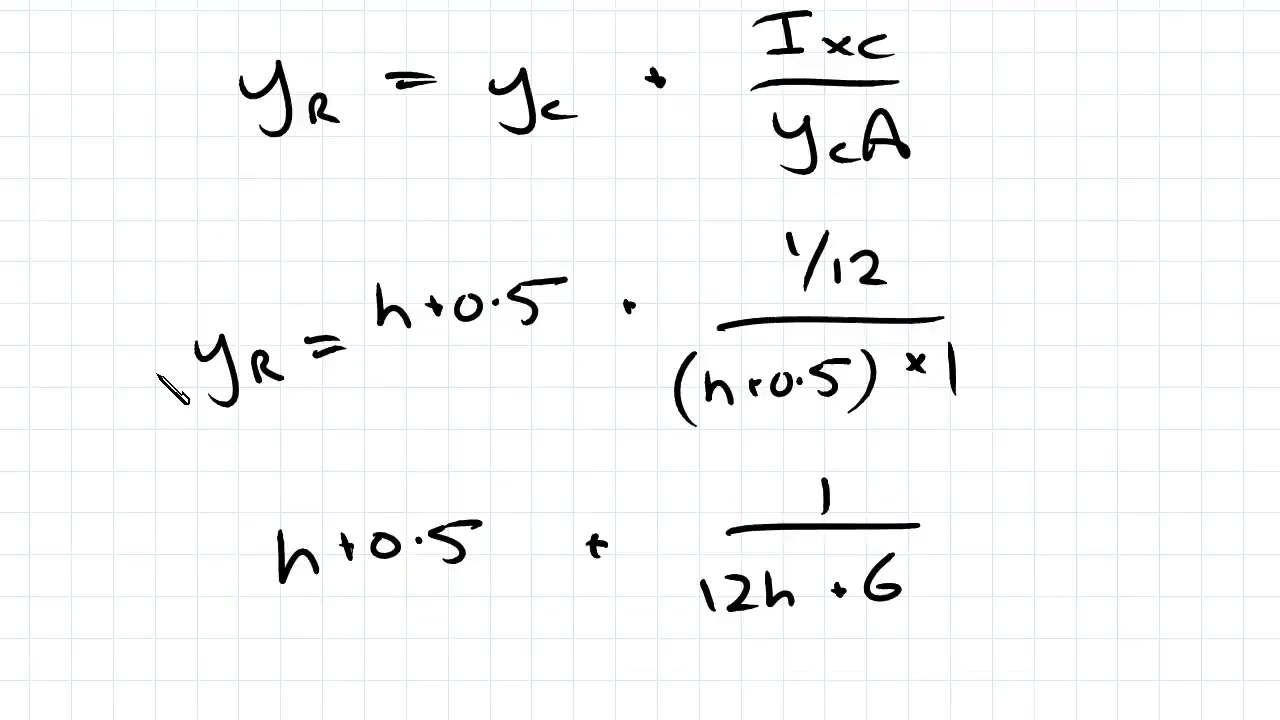 y_R = y_c + I_xc / y_c A
y_R = h+0.5 + 1/12 / (h+0.5) × 1
h+0.5 + 1 / 12h + 6